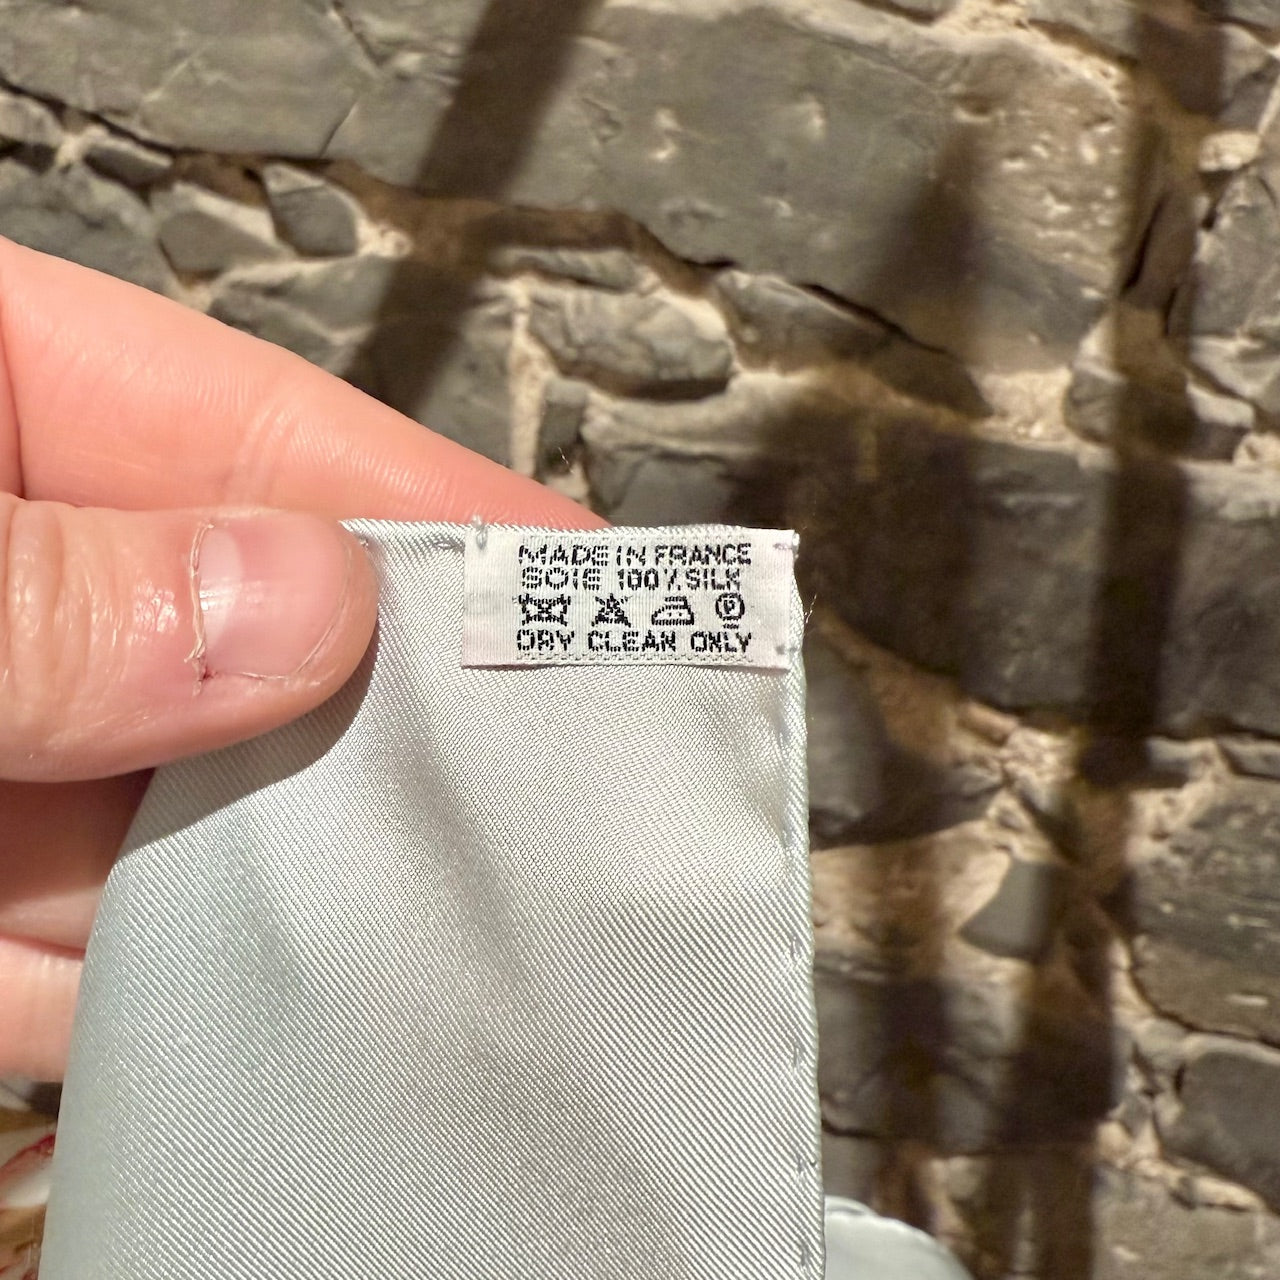 MADE IN FRANCE
SOIE 100% SILK
P
DRY CLEAN ONLY